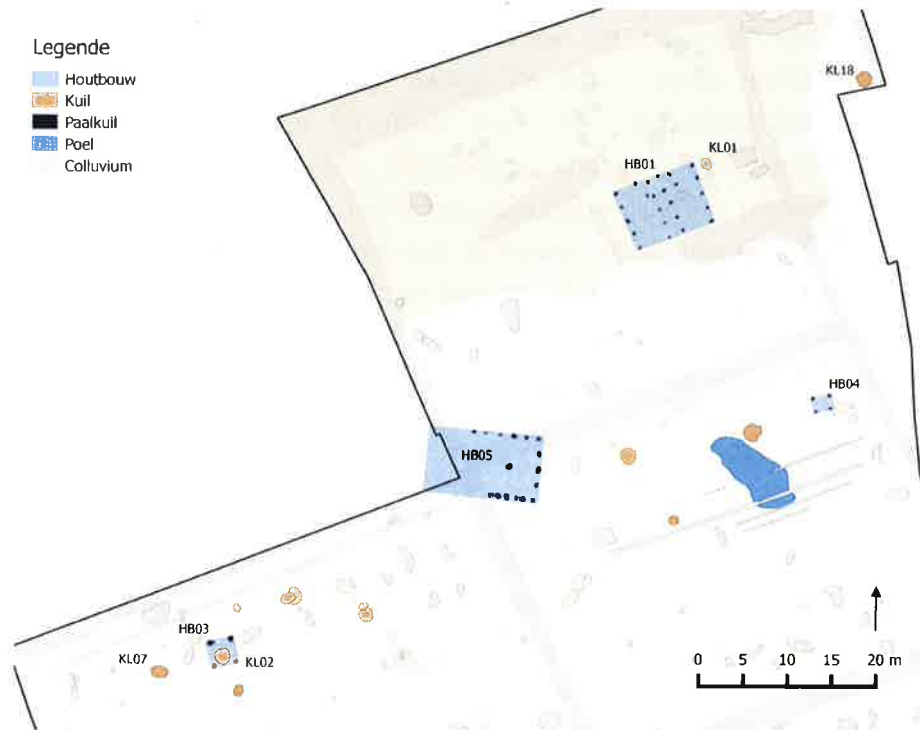 Legende
Houtbouw
Kuil
Paalkuil
Poel
Colluvium
KL18
KL01
HB01
HB04
HB05
HB03
KL02
KL07
0 5 10 15 20 m